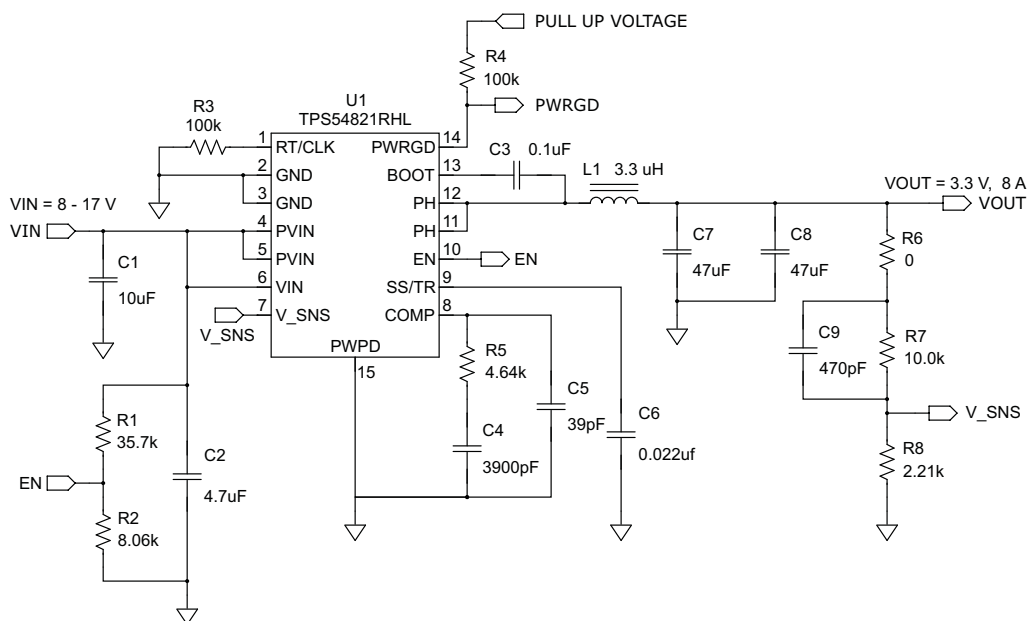 PULL UP VOLTAGE
R4
100k
PWRGD
U1
TPS54821RHL
R3
100k
1 RT/CLK PWRGD 14
2 GND BOOT 13
3 GND PH 12
4 PVIN PH 11
5 PVIN EN 10
6 VIN SS/TR 9
7 V_SNS COMP 8
PWPD
15
C3 0.1uF
L1 3.3 uH
VOUT = 3.3 V, 8 A
VOUT
VIN = 8 - 17 V
VIN
C1
10uF
V_SNS
EN
C7
47uF
C8
47uF
R6
0
C9
470pF
R7
10.0k
V_SNS
R8
2.21k
R5
4.64k
C4
3900pF
C5
39pF
C6
0.022uf
R1
35.7k
C2
4.7uF
EN
R2
8.06k